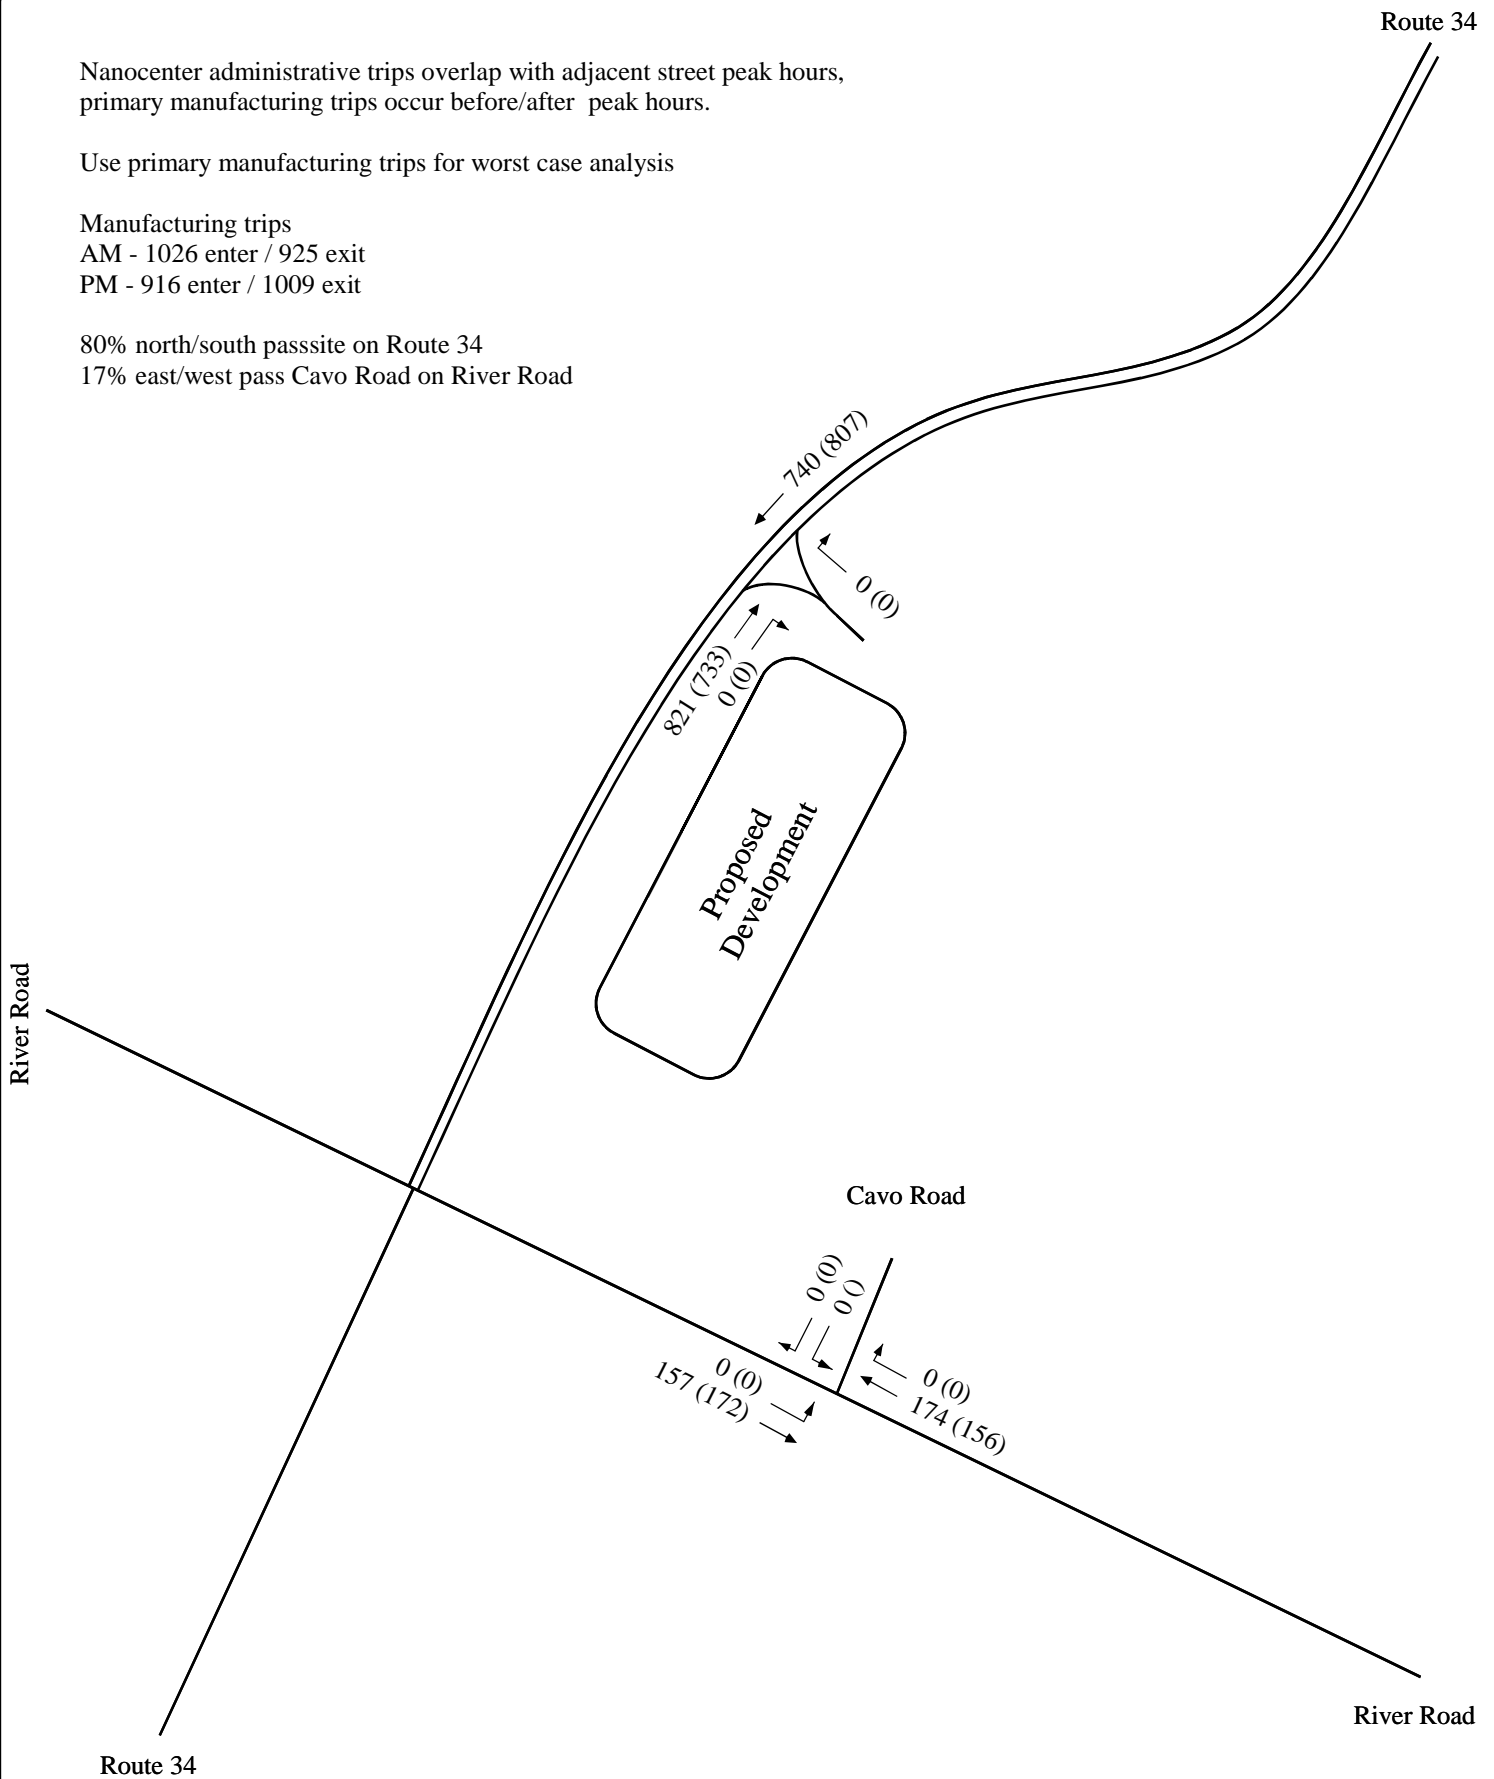 Route 34
Nanocenter administrative trips overlap with adjacent street peak hours,
primary manufacturing trips occur before/after peak hours.
Use primary manufacturing trips for worst case analysis
Manufacturing trips
AM - 1026 enter / 925 exit
PM - 916 enter / 1009 exit
80% north/south passsite on Route 34
17% east/west pass Cavo Road on River Road
740 (807)
0 (0)
821 (733)
0 (0)
Proposed
Development
River Road
Cavo Road
0 (0)
0 ()
0 (0)
157 (172)
0 (0)
174 (156)
River Road
Route 34